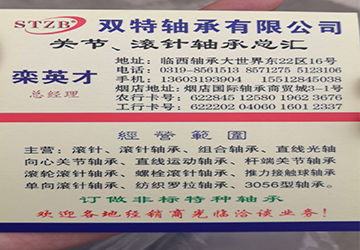 STZB 双特轴承有限公司
关节、滚针轴承总汇
栾英才
总经理
地址：临西轴承大世界东22区16号
电话：0319-8561513 8571275 5123106
手机：13603193904 15512845038
烟店地址：烟店国际轴承商贸城3-1号
农行卡号：622845 12580 1962 3676
工行卡号：622202 04060 1601 2337
經營範圍
主营：滚针、滚针轴承、组合轴承、直线光轴
向心关节轴承、直线运动轴承、杆端关节轴承
滚轮滚针轴承、螺栓滚针轴承、推力接触球轴承
单向滚针轴承、纺织罗拉轴承、3056型轴承。
订做非标特种轴承
欢迎各地经销商光临洽谈业务！